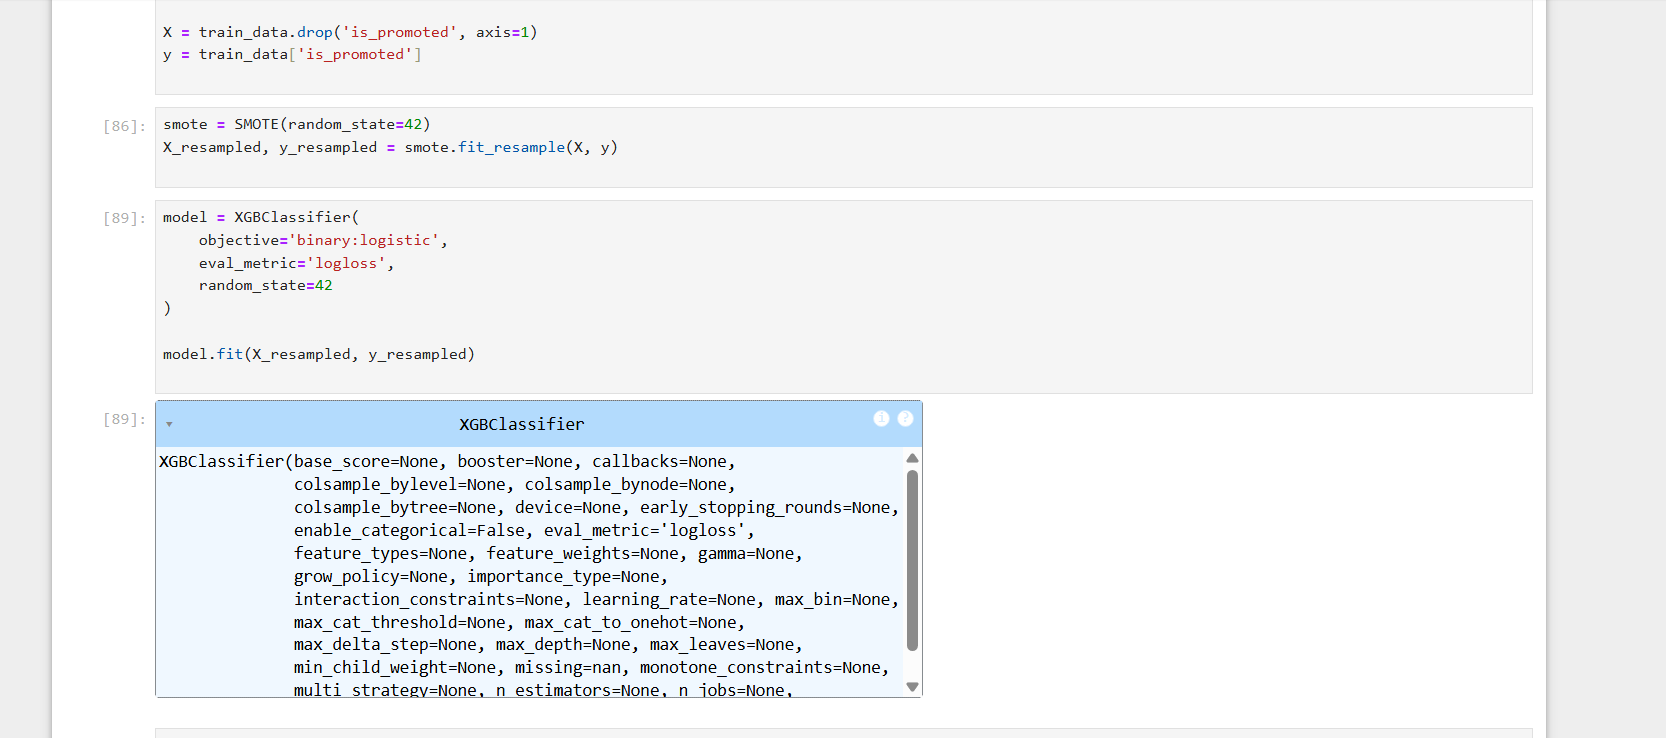 X = train_data.drop('is_promoted', axis=1)
y = train_data['is_promoted']
[86]:
smote = SMOTE(random_state=42)
X_resampled, y_resampled = smote.fit_resample(X, y)
[89]:
model = XGBClassifier(
    objective='binary:logistic',
    eval_metric='logloss',
    random_state=42
)
model.fit(X_resampled, y_resampled)
[89]:
▾ XGBClassifier i ?
XGBClassifier(base_score=None, booster=None, callbacks=None,
              colsample_bylevel=None, colsample_bynode=None,
              colsample_bytree=None, device=None, early_stopping_rounds=None,
              enable_categorical=False, eval_metric='logloss',
              feature_types=None, feature_weights=None, gamma=None,
              grow_policy=None, importance_type=None,
              interaction_constraints=None, learning_rate=None, max_bin=None,
              max_cat_threshold=None, max_cat_to_onehot=None,
              max_delta_step=None, max_depth=None, max_leaves=None,
              min_child_weight=None, missing=nan, monotone_constraints=None,
              multi_strategy=None, n_estimators=None, n_jobs=None,